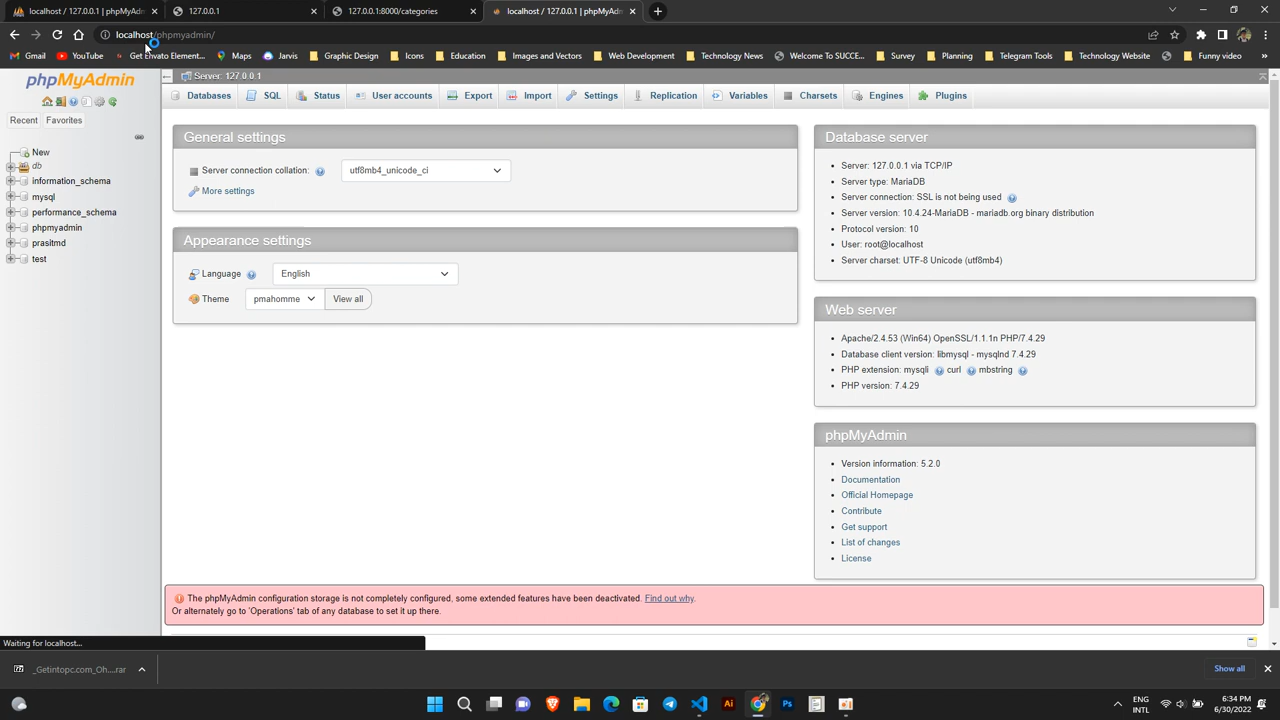 localhost / 127.0.0.1 | phpMyAdm
127.0.0.1
127.0.0.1:8000/categories
localhost / 127.0.0.1 | phpMyAdm
localhost/phpmyadmin/
Gmail
YouTube
Get Envato Element...
Maps
Jarvis
Graphic Design
Icons
Education
Images and Vectors
Web Development
Technology News
Welcome to SUCCE...
Survey
Planning
Telegram Tools
Technology Website
Funny video
phpMyAdmin
Recent
Favorites
New
db
information_schema
mysql
performance_schema
phpmyadmin
prasitmd
test
Server: 127.0.0.1
Databases
SQL
Status
User accounts
Export
Import
Settings
Replication
Variables
Charsets
Engines
Plugins
General settings
Server connection collation:
utf8mb4_unicode_ci
More settings
Appearance settings
Language
English
Theme
pmahomme
View all
Database server
Server: 127.0.0.1 via TCP/IP
Server type: MariaDB
Server connection: SSL is not being used
Server version: 10.4.24-MariaDB - mariadb.org binary distribution
Protocol version: 10
User: root@localhost
Server charset: UTF-8 Unicode (utf8mb4)
Web server
Apache/2.4.53 (Win64) OpenSSL/1.1.1n PHP/7.4.29
Database client version: libmysql - mysqlnd 7.4.29
PHP extension: mysqli curl mbstring
PHP version: 7.4.29
phpMyAdmin
Version information: 5.2.0
Documentation
Official Homepage
Contribute
Get support
List of changes
License
The phpMyAdmin configuration storage is not completely configured, some extended features have been deactivated. Find out why.
Or alternately go to 'Operations' tab of any database to set it up there.
Waiting for localhost...
_Getintopc.com_Oh....rar
Show all
ENG
INTL
6:34 PM
6/30/2022